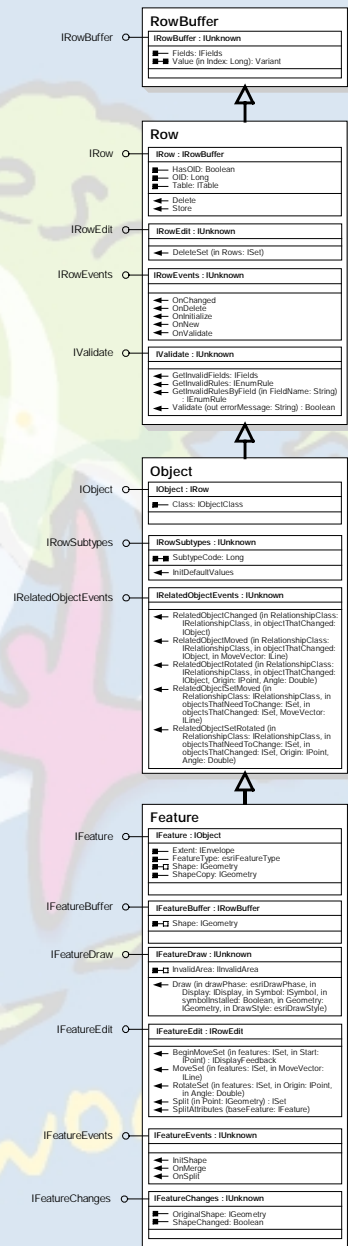 RowBuffer
IRowBuffer
IRowBuffer : IUnknown
Fields: IFields
Value (in Index: Long): Variant
Row
IRow
IRow : IRowBuffer
HasOID: Boolean
OID: Long
Table: ITable
Delete
Store
IRowEdit
IRowEdit : IUnknown
DeleteSet (in Rows: ISet)
IRowEvents
IRowEvents : IUnknown
OnChanged
OnDelete
OnInitialize
OnNew
OnValidate
IValidate
IValidate : IUnknown
GetInvalidFields: IFields
GetInvalidRules: IEnumRule
GetInvalidRulesByField (in FieldName: String)
: IEnumRule
Validate (out errorMessage: String) : Boolean
Object
IObject
IObject : IRow
Class: IObjectClass
IRowSubtypes
IRowSubtypes : IUnknown
SubtypeCode: Long
InitDefaultValues
IRelatedObjectEvents
IRelatedObjectEvents : IUnknown
RelatedObjectChanged (in RelationshipClass:
IRelationshipClass, in objectThatChanged:
IObject)
RelatedObjectMoved (in RelationshipClass:
IRelationshipClass, in objectThatChanged:
IObject, in MoveVector: ILine)
RelatedObjectRotated (in RelationshipClass:
IRelationshipClass, in objectThatChanged:
IObject, Origin: IPoint, Angle: Double)
RelatedObjectSetMoved (in
RelationshipClass: IRelationshipClass, in
objectsThatNeedToChange: ISet, in
objectsThatChanged: ISet, MoveVector:
ILine)
RelatedObjectSetRotated (in
RelationshipClass: IRelationshipClass, in
objectsThatNeedToChange: ISet, in
objectsThatChanged: ISet, Origin: IPoint,
Angle: Double)
Feature
IFeature
IFeature : IObject
Extent: IEnvelope
FeatureType: esriFeatureType
Shape: IGeometry
ShapeCopy: IGeometry
IFeatureBuffer
IFeatureBuffer : IRowBuffer
Shape: IGeometry
IFeatureDraw
IFeatureDraw : IUnknown
InvalidArea: IInvalidArea
Draw (in drawPhase: esriDrawPhase, in
Display: IDisplay, in Symbol: ISymbol, in
symbolInstalled: Boolean, in Geometry:
IGeometry, in DrawStyle: esriDrawStyle)
IFeatureEdit
IFeatureEdit : IRowEdit
BeginMoveSet (in features: ISet, in Start:
IPoint) : IDisplayFeedback
MoveSet (in features: ISet, in MoveVector:
ILine)
RotateSet (in features: ISet, in Origin: IPoint,
in Angle: Double)
Split (in Point: IGeometry) : ISet
SplitAttributes (baseFeature: IFeature)
IFeatureEvents
IFeatureEvents : IUnknown
InitShape
OnMerge
OnSplit
IFeatureChanges
IFeatureChanges : IUnknown
OriginalShape: IGeometry
ShapeChanged: Boolean